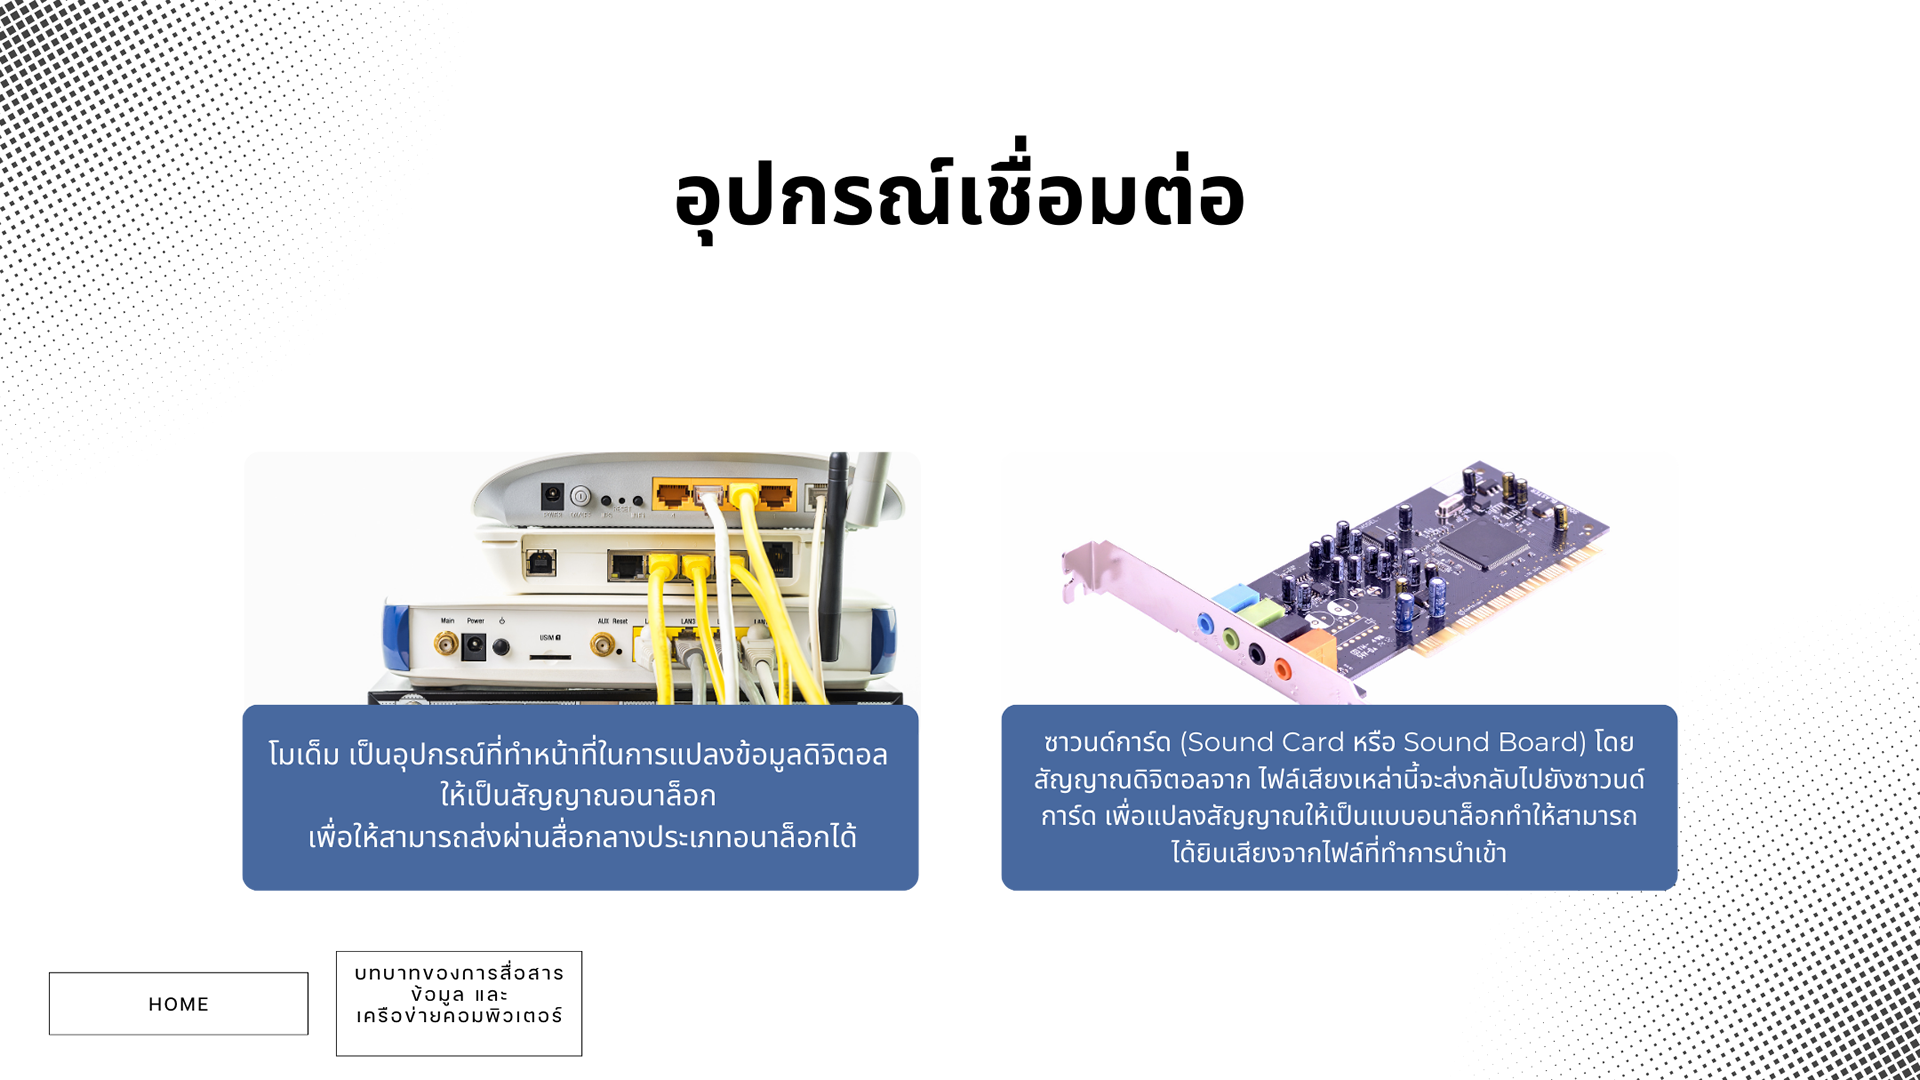 อุปกรณ์เชื่อมต่อ
Main Power AUX Reset
USIM
LAN3
โมเด็ม เป็นอุปกรณ์ที่ทำหน้าที่ในการแปลงข้อมูลดิจิตอล
ให้เป็นสัญญาณอนาล็อก
เพื่อให้สามารถส่งผ่านสื่อกลางประเภทอนาล็อกได้
ซาวนด์การ์ด (Sound Card หรือ Sound Board) โดย
สัญญาณดิจิตอลจาก ไฟล์เสียงเหล่านี้จะส่งกลับไปยังซาวนด์
การ์ด เพื่อแปลงสัญญาณให้เป็นแบบอนาล็อกทำให้สามารถ
ได้ยินเสียงจากไฟล์ที่ทำการนำเข้า
HOME
บทบาทของการสื่อสาร
ข้อมูล และ
เครือข่ายคอมพิวเตอร์